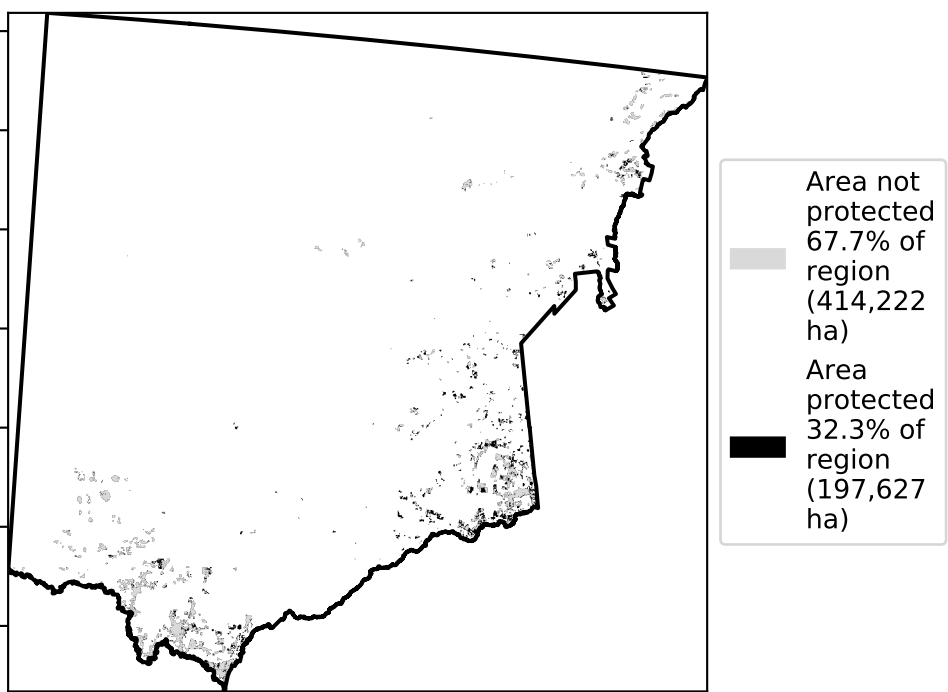 Area not
protected
67.7% of
region
(414,222
ha)
Area
protected
32.3% of
region
(197,627
ha)